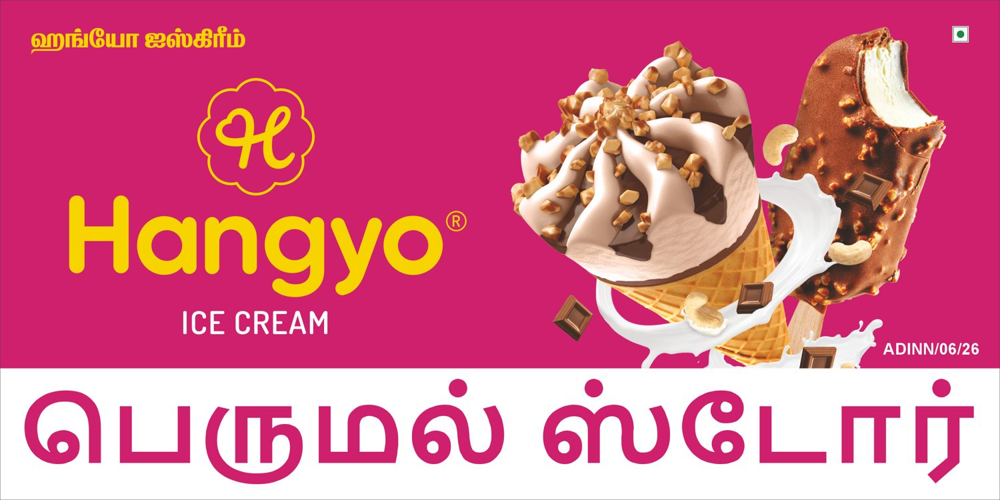 ஹங்யோ ஐஸ்கிரீம்
H
Hangyo®
ICE CREAM
ADINN/06/26
பெருமல் ஸ்டோர்